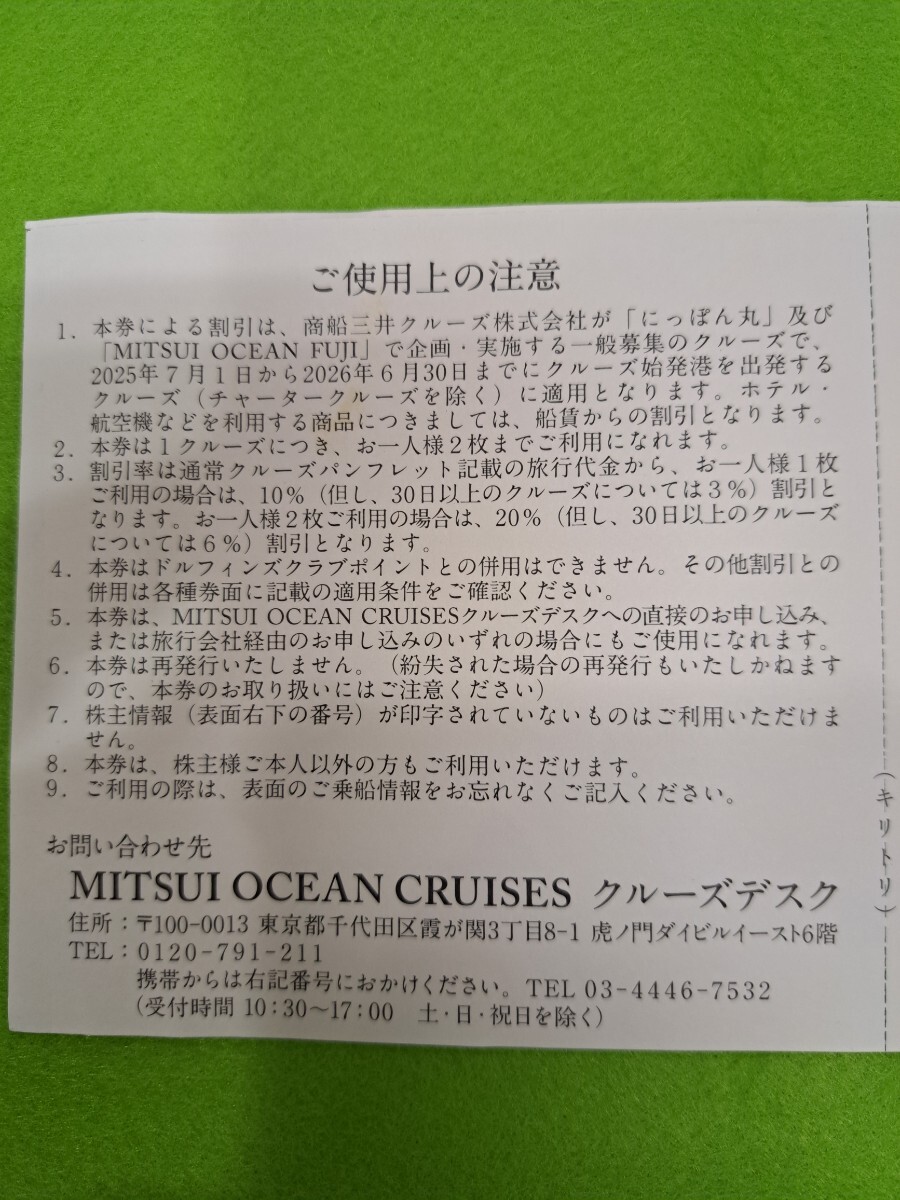 ご使用上の注意
1. 本券による割引は、商船三井クルーズ株式会社が「にっぽん丸」及び
「MITSUI OCEAN FUJI」で企画・実施する一般募集のクルーズで、
2025年7月1日から2026年6月30日までにクルーズ始発港を出発する
クルーズ（チャータークルーズを除く）に適用となります。ホテル・
航空機などを利用する商品につきましては、船賃からの割引となります。
2. 本券は1クルーズにつき、お一人様2枚までご利用になれます。
3. 割引率は通常クルーズパンフレット記載の旅行代金から、お一人様1枚
ご利用の場合は、10%（但し、30日以上のクルーズについては3%）割引と
なります。お一人様2枚ご利用の場合は、20%（但し、30日以上のクルーズ
については6%）割引となります。
4. 本券はドルフィンズクラブポイントとの併用はできません。その他割引との
併用は各種券面に記載の適用条件をご確認ください。
5. 本券は、MITSUI OCEAN CRUISESクルーズデスクへの直接のお申し込み、
または旅行会社経由のお申し込みのいずれの場合にもご使用になれます。
6. 本券は再発行いたしません。（紛失された場合の再発行もいたしかねます
ので、本券のお取り扱いにはご注意ください）
7. 株主情報（表面右下の番号）が印字されていないものはご利用いただけま
せん。
8. 本券は、株主様ご本人以外の方もご利用いただけます。
9. ご利用の際は、表面のご乗船情報をお忘れなくご記入ください。
お問い合わせ先
MITSUI OCEAN CRUISES クルーズデスク
住所：〒100-0013 東京都千代田区霞が関3丁目8-1 虎ノ門ダイビルイースト6階
TEL：0120-791-211
携帯からは右記番号におかけください。TEL 03-4446-7532
（受付時間 10:30～17:00 土・日・祝日を除く）
（キリトリ）